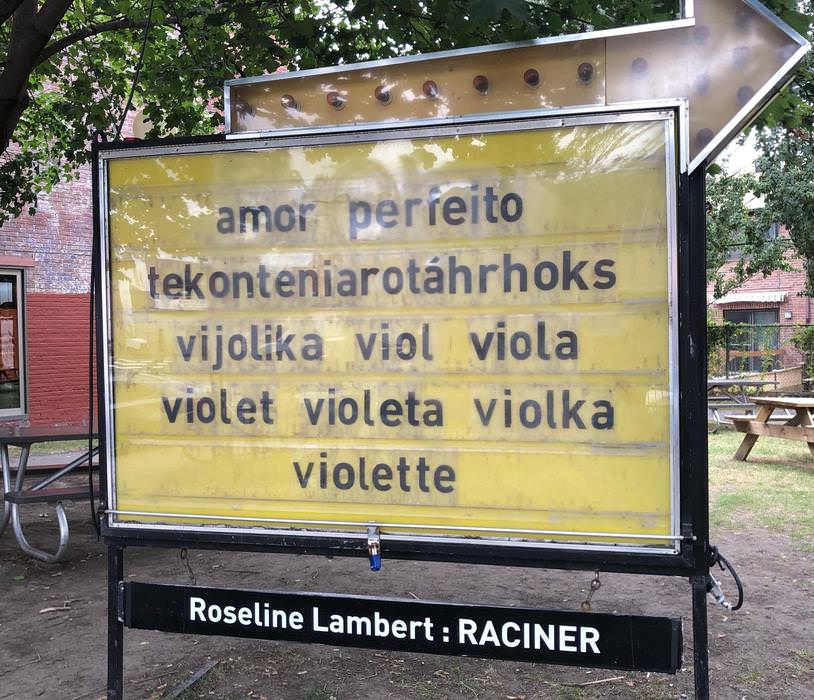 amor perfeito
tekonteniarotáhrhoks
vijolika viol viola
violet violeta violka
violette
Roseline Lambert : RACINER